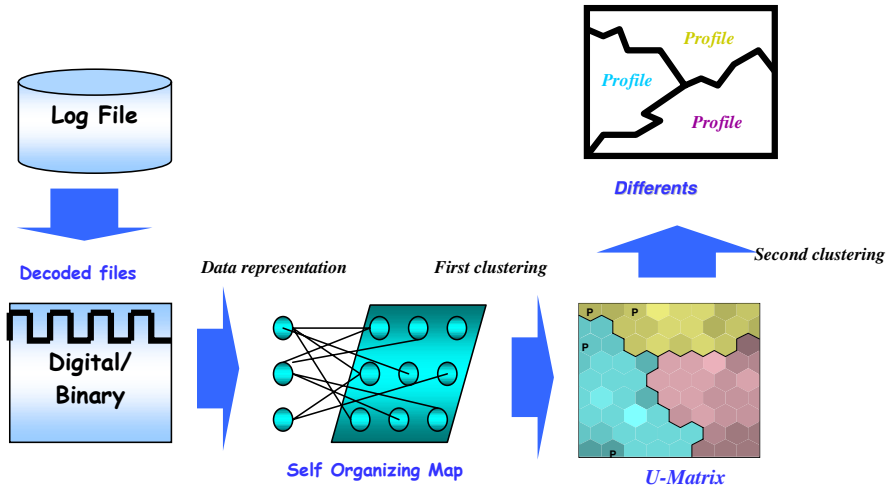 Log File
Decoded files
Digital/
Binary
Data representation
Self Organizing Map
First clustering
P
P
P
P
U-Matrix
Second clustering
Differents
Profile
Profile
Profile